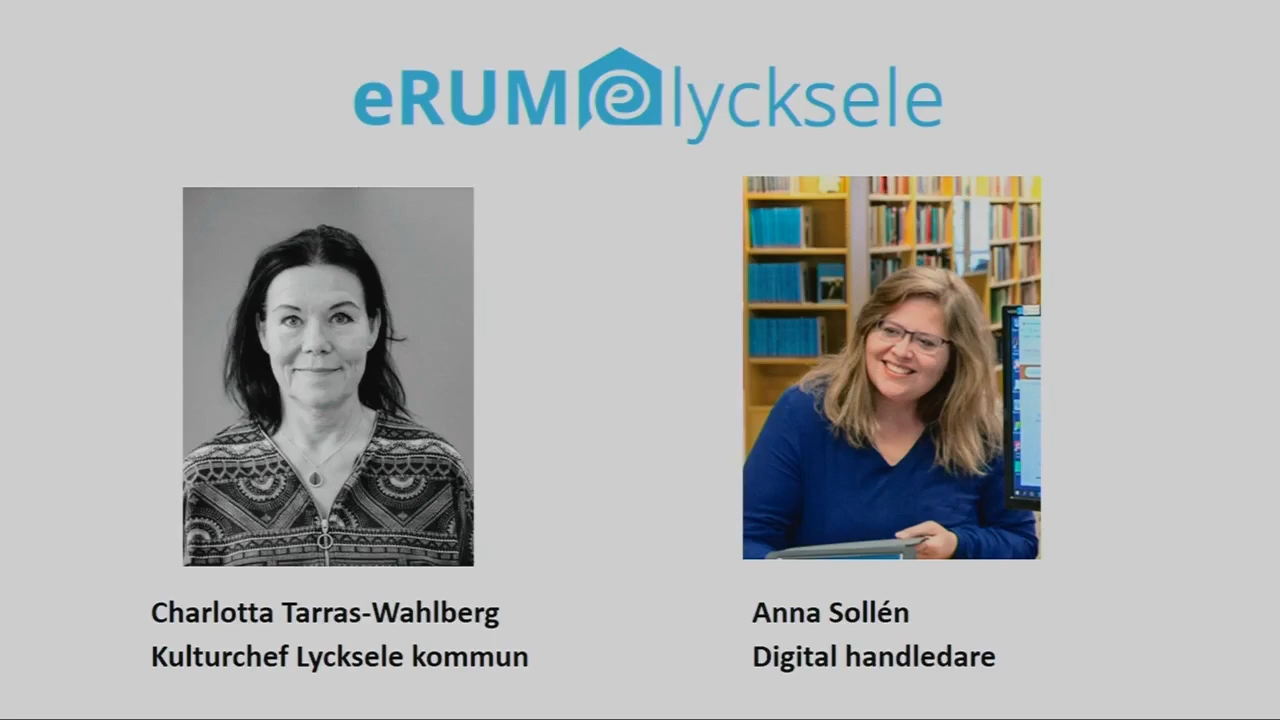 eRUM lycksele
Charlotta Tarras-Wahlberg
Kulturchef Lycksele kommun
Anna Sollén
Digital handledare